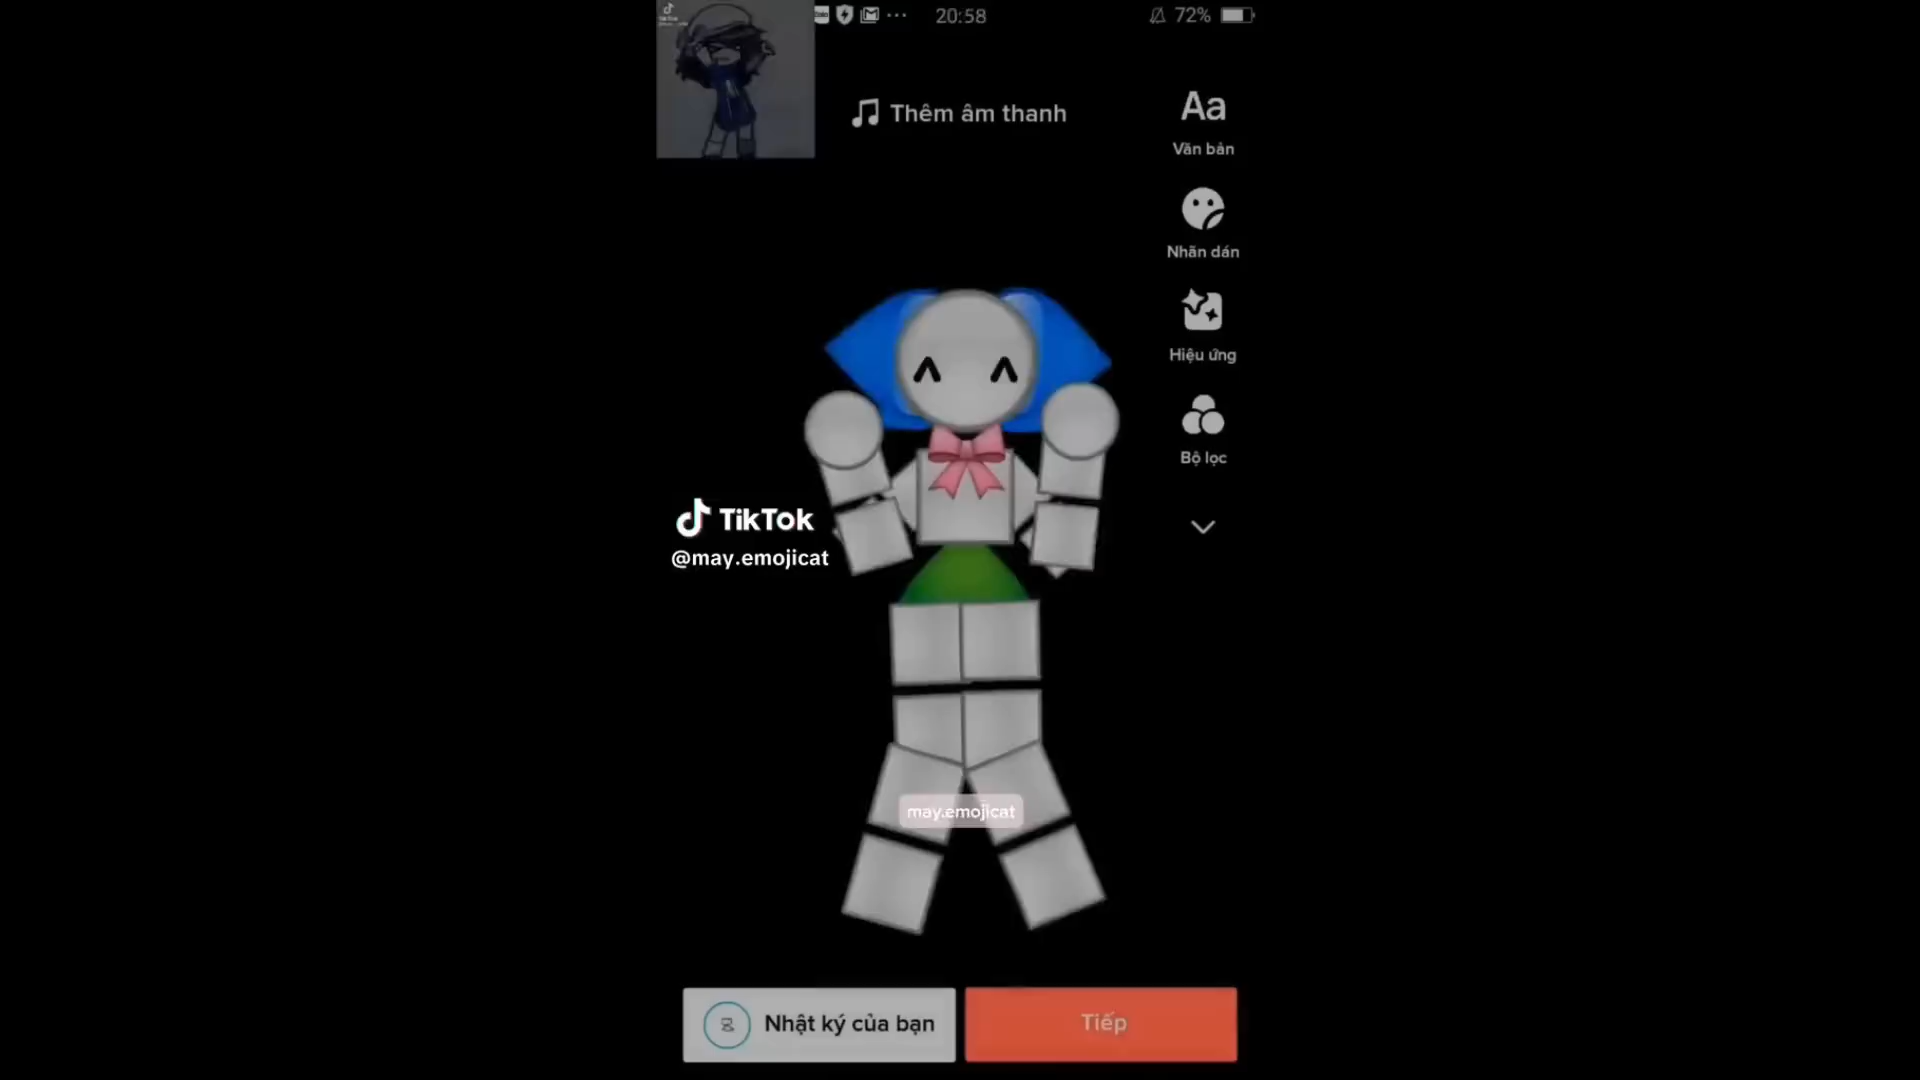 20:58
72%
Thêm âm thanh
Aa
Văn bản
Nhãn dán
Hiệu ứng
Bộ lọc
TikTok
@may.emojicat
may.emojicat
Nhật ký của bạn
Tiếp